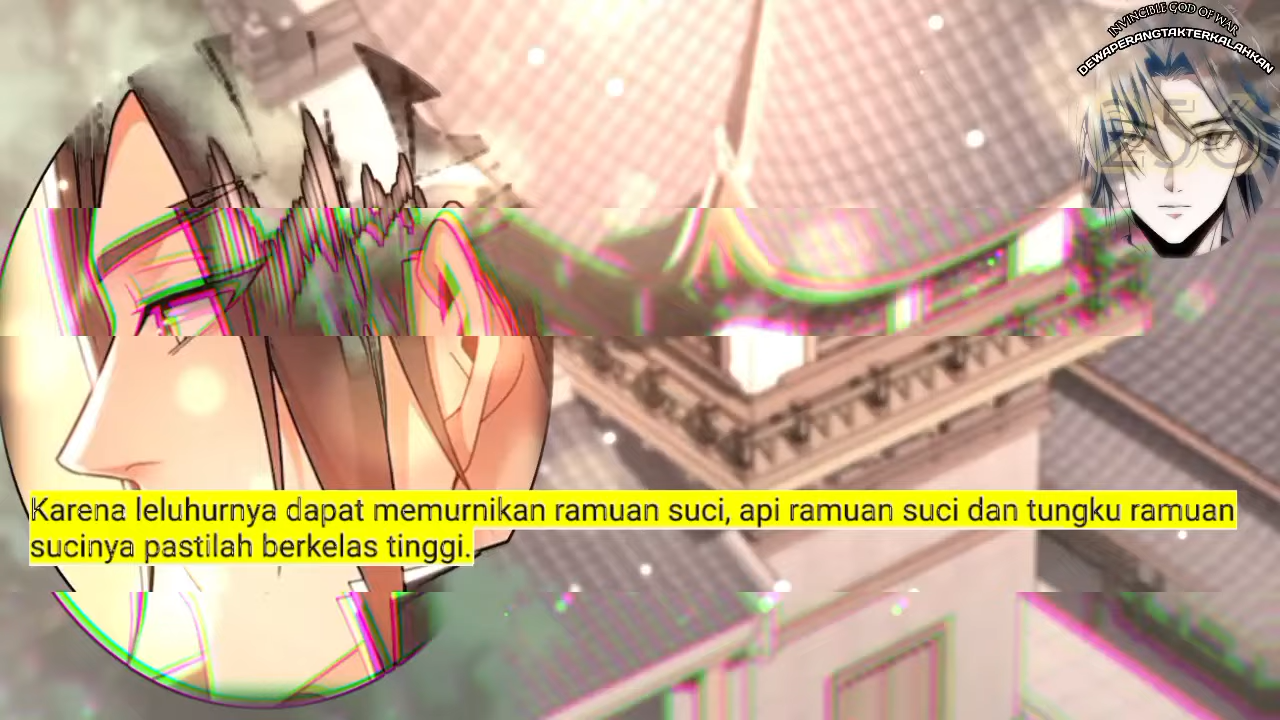 INVINCIBLE GOD OF WAR
DEWAPERANGTAKTERKALAHKAN
256
Karena leluhurnya dapat memurnikan ramuan suci, api ramuan suci dan tungku ramuan
sucinya pastilah berkelas tinggi.